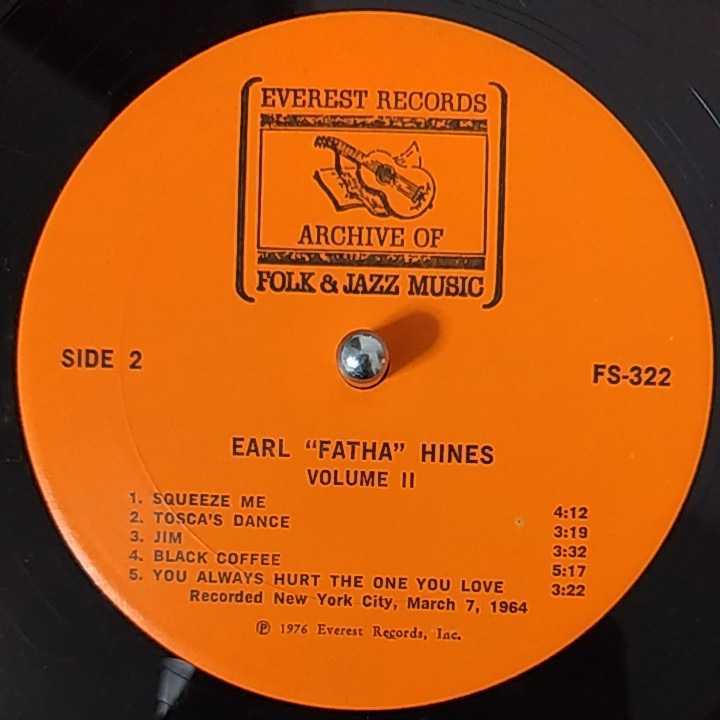 EVEREST RECORDS
ARCHIVE OF
FOLK & JAZZ MUSIC
SIDE 2
FS-322
EARL "FATHA" HINES
VOLUME II
1. SQUEEZE ME 4:12
2. TOSCA'S DANCE 3:19
3. JIM 3:32
4. BLACK COFFEE 5:17
5. YOU ALWAYS HURT THE ONE YOU LOVE 3:22
Recorded New York City, March 7, 1964
℗ 1976 Everest Records, Inc.